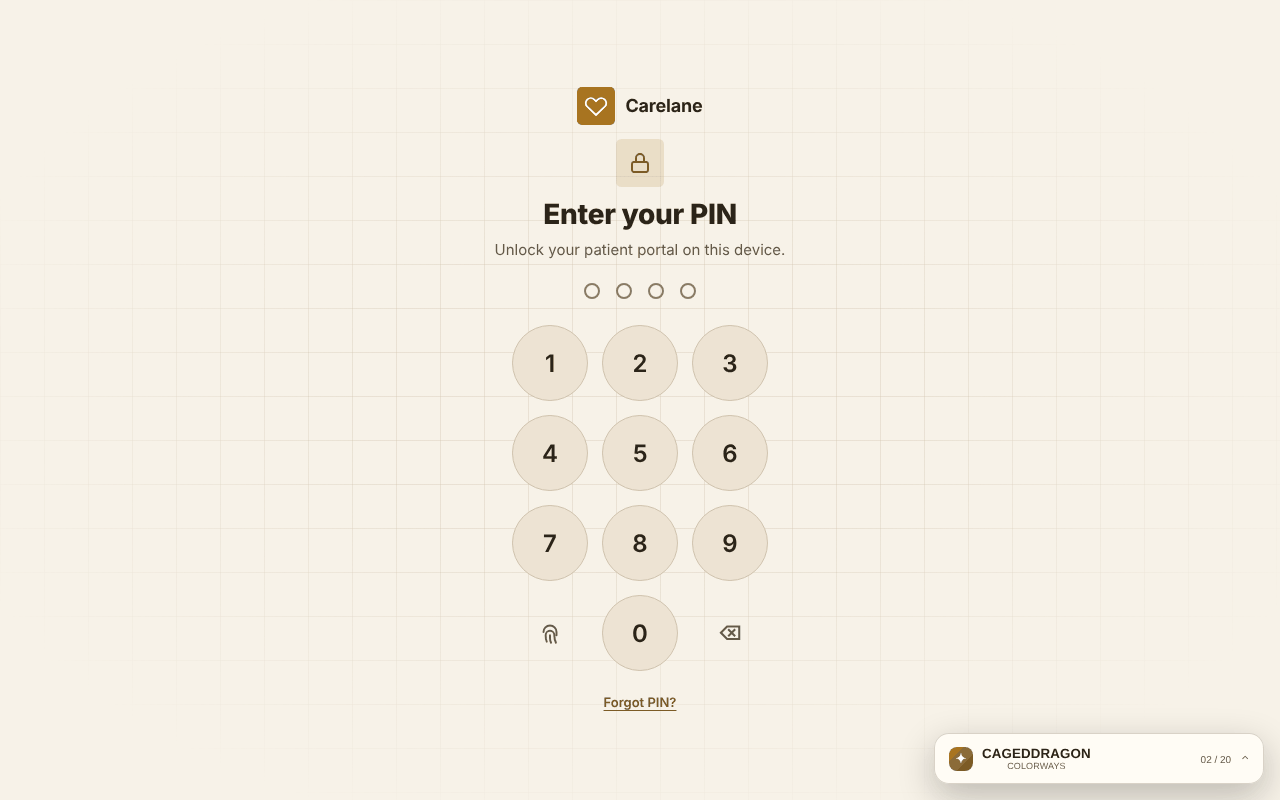 Carelane
Enter your PIN
Unlock your patient portal on this device.
1 2 3
4 5 6
7 8 9
0
Forgot PIN?
CAGEDDRAGON
COLORWAYS
02 / 20